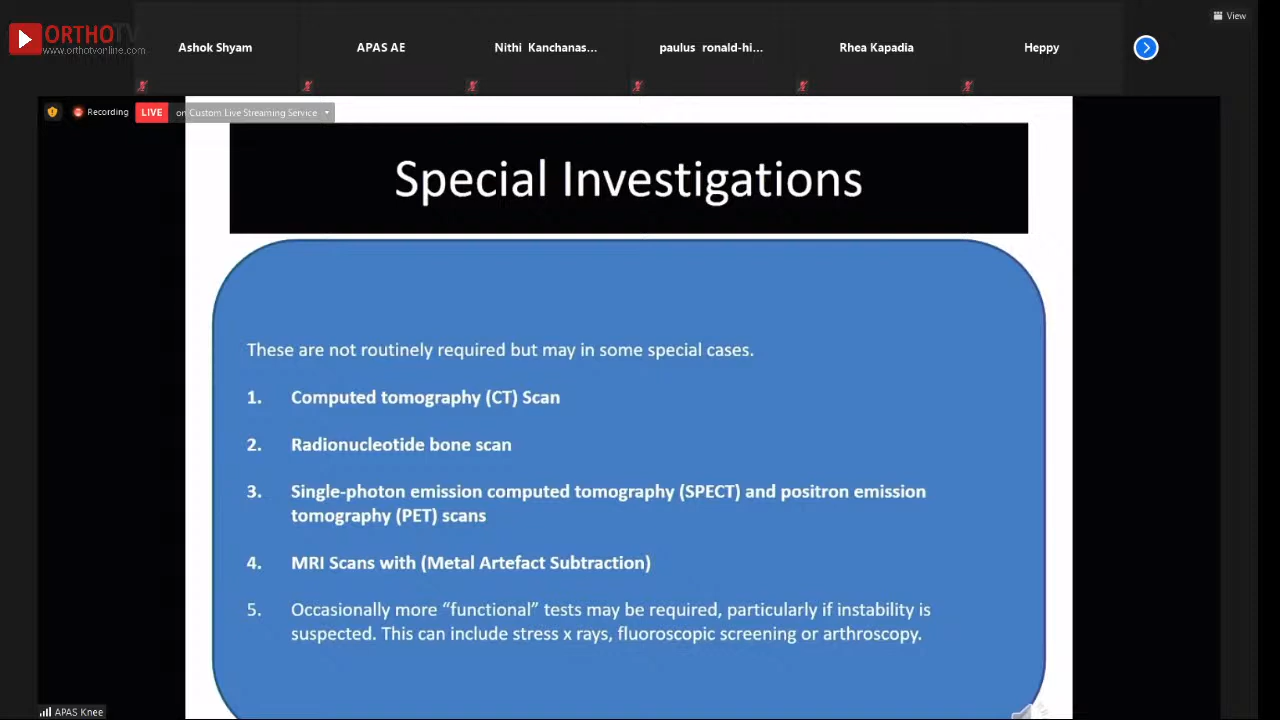 ORTHOTV
www.orthotvonline.com
Ashok Shyam
APAS AE
Nithi Kanchanas...
paulus ronald-hi...
Rhea Kapadia
Heppy
View
Recording
LIVE
on Custom Live Streaming Service
Special Investigations
These are not routinely required but may in some special cases.
1. Computed tomography (CT) Scan
2. Radionucleotide bone scan
3. Single-photon emission computed tomography (SPECT) and positron emission
tomography (PET) scans
4. MRI Scans with (Metal Artefact Subtraction)
5. Occasionally more “functional” tests may be required, particularly if instability is
suspected. This can include stress x rays, fluoroscopic screening or arthroscopy.
APAS Knee